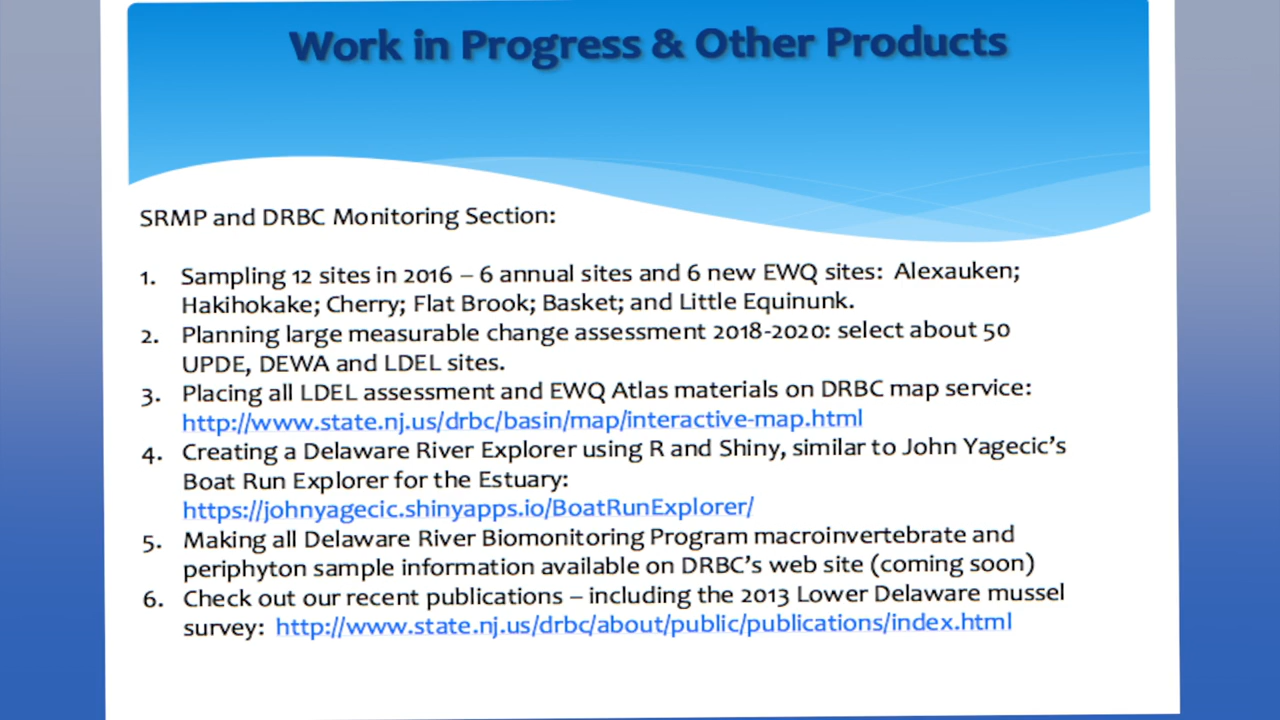 Work in Progress & Other Products
SRMP and DRBC Monitoring Section:
1. Sampling 12 sites in 2016 – 6 annual sites and 6 new EWQ sites: Alexauken;
Hakihokake; Cherry; Flat Brook; Basket; and Little Equinunk.
2. Planning large measurable change assessment 2018-2020: select about 50
UPDE, DEWA and LDEL sites.
3. Placing all LDEL assessment and EWQ Atlas materials on DRBC map service:
http://www.state.nj.us/drbc/basin/map/interactive-map.html
4. Creating a Delaware River Explorer using R and Shiny, similar to John Yagecic’s
Boat Run Explorer for the Estuary:
https://johnyagecic.shinyapps.io/BoatRunExplorer/
5. Making all Delaware River Biomonitoring Program macroinvertebrate and
periphyton sample information available on DRBC’s web site (coming soon)
6. Check out our recent publications – including the 2013 Lower Delaware mussel
survey: http://www.state.nj.us/drbc/about/public/publications/index.html